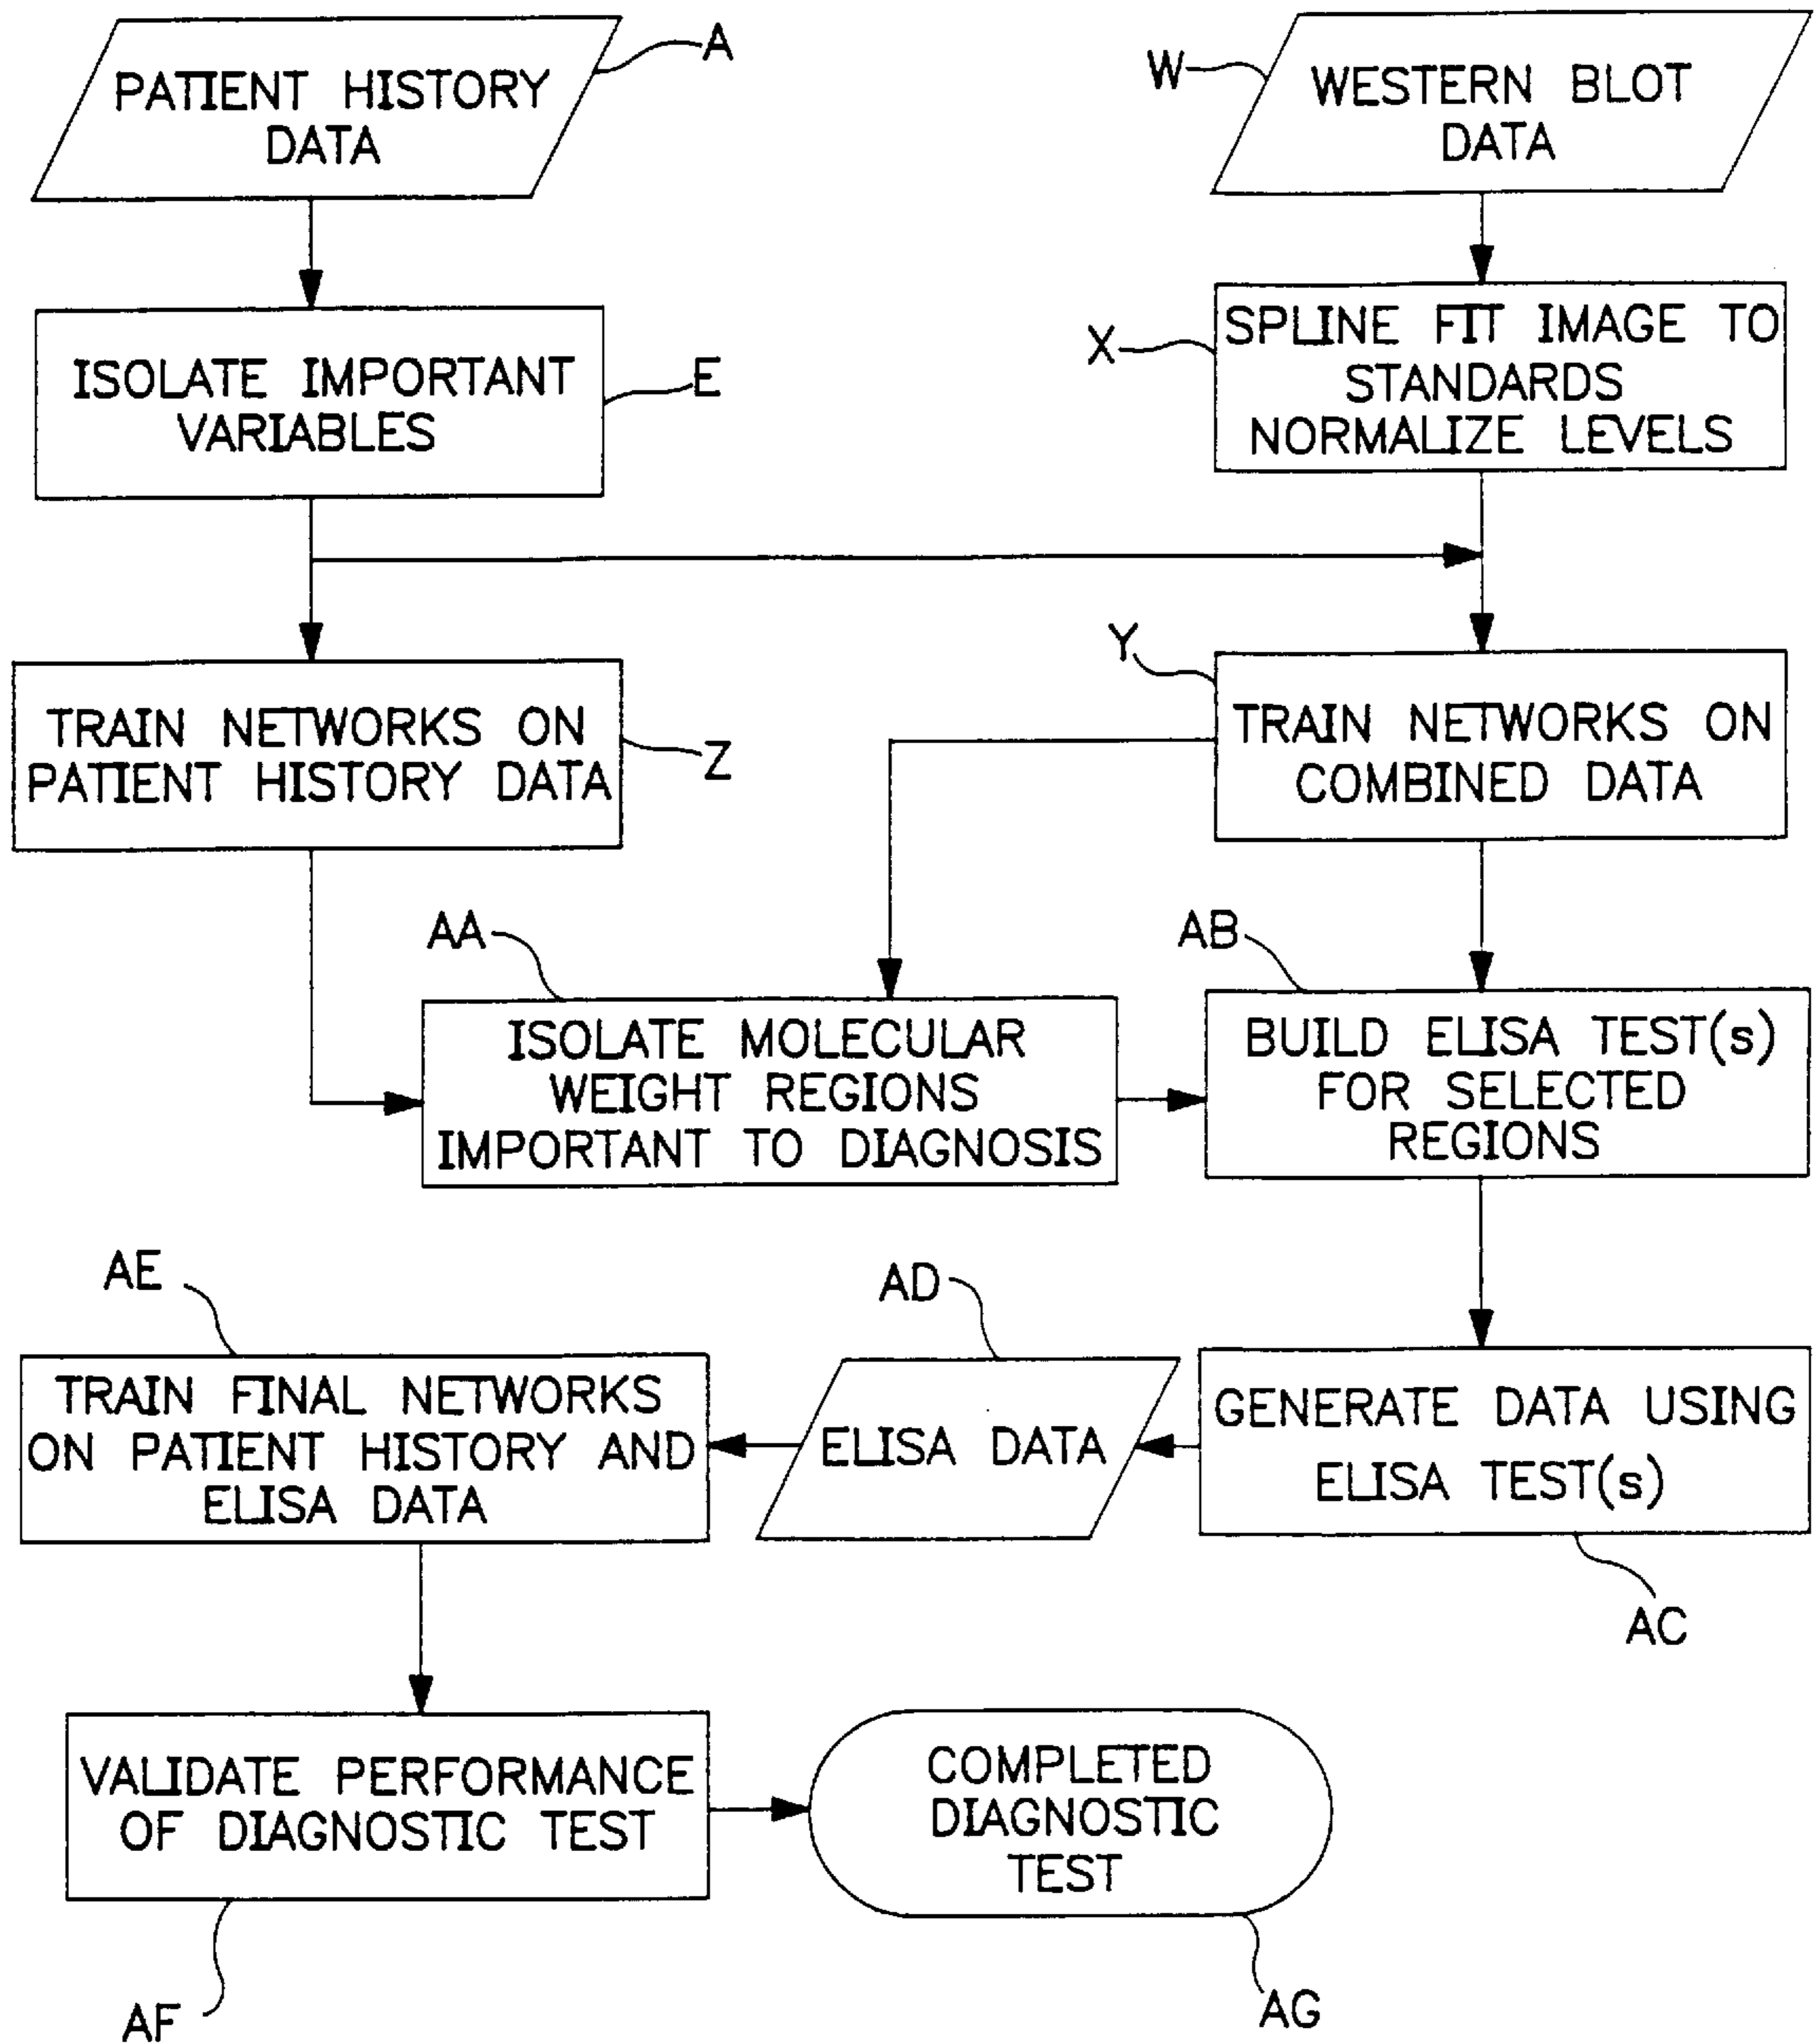 PATIENT HISTORY
DATA
A
W
WESTERN BLOT
DATA
ISOLATE IMPORTANT
VARIABLES
E
X
SPLINE FIT IMAGE TO
STANDARDS
NORMALIZE LEVELS
TRAIN NETWORKS ON
PATIENT HISTORY DATA
Z
Y
TRAIN NETWORKS ON
COMBINED DATA
AA
ISOLATE MOLECULAR
WEIGHT REGIONS
IMPORTANT TO DIAGNOSIS
AB
BUILD ELISA TEST(s)
FOR SELECTED
REGIONS
AE
TRAIN FINAL NETWORKS
ON PATIENT HISTORY AND
ELISA DATA
AD
ELISA DATA
GENERATE DATA USING
ELISA TEST(s)
AC
VALIDATE PERFORMANCE
OF DIAGNOSTIC TEST
AF
COMPLETED
DIAGNOSTIC
TEST
AG